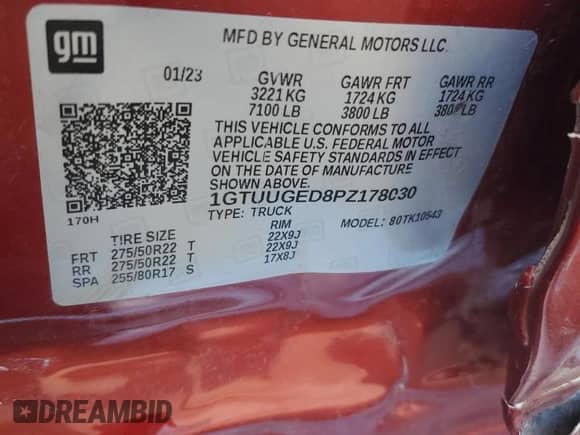 gm
MFD BY GENERAL MOTORS LLC.
01/23 GVWR GAWR FRT GAWR RR
3221 KG 1724 KG 1724 KG
7100 LB 3800 LB 3800 LB
THIS VEHICLE CONFORMS TO ALL
APPLICABLE U.S. FEDERAL MOTOR
VEHICLE SAFETY STANDARDS IN EFFECT
ON THE DATE OF MANUFACTURE
SHOWN ABOVE.
1GTUUGED8PZ178030
170H
TYPE: TRUCK MODEL: 80TK10543
TIRE SIZE RIM
FRT 275/50R22 T 22X9J
RR 275/50R22 T 22X9J
SPA 255/80R17 S 17X8J
DREAMBID